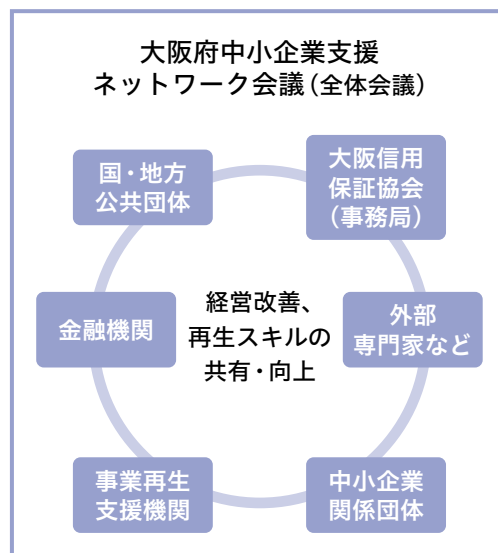 大阪府中小企業支援
ネットワーク会議（全体会議）
国・地方
公共団体
大阪信用
保証協会
（事務局）
金融機関
経営改善、
再生スキルの
共有・向上
外部
専門家など
事業再生
支援機関
中小企業
関係団体